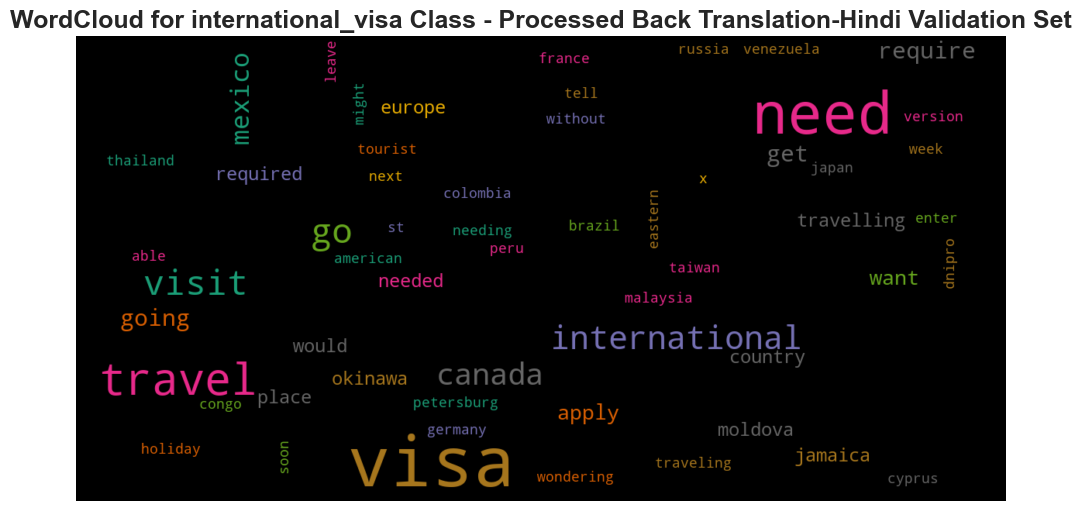 WordCloud for international_visa Class - Processed Back Translation-Hindi Validation Set
leave
france
russia
venezuela
require
mexico
might
europe
tell
without
need
version
thailand
required
tourist
next
colombia
get
japan
week
x
go
st
needing
peru
brazil
eastern
travelling
enter
able
american
needed
taiwan
malaysia
want
dnipro
visit
going
international
country
would
travel
congo
place
okinawa
canada
petersburg
germany
apply
moldova
holiday
soon
visa
wondering
traveling
jamaica
cyprus